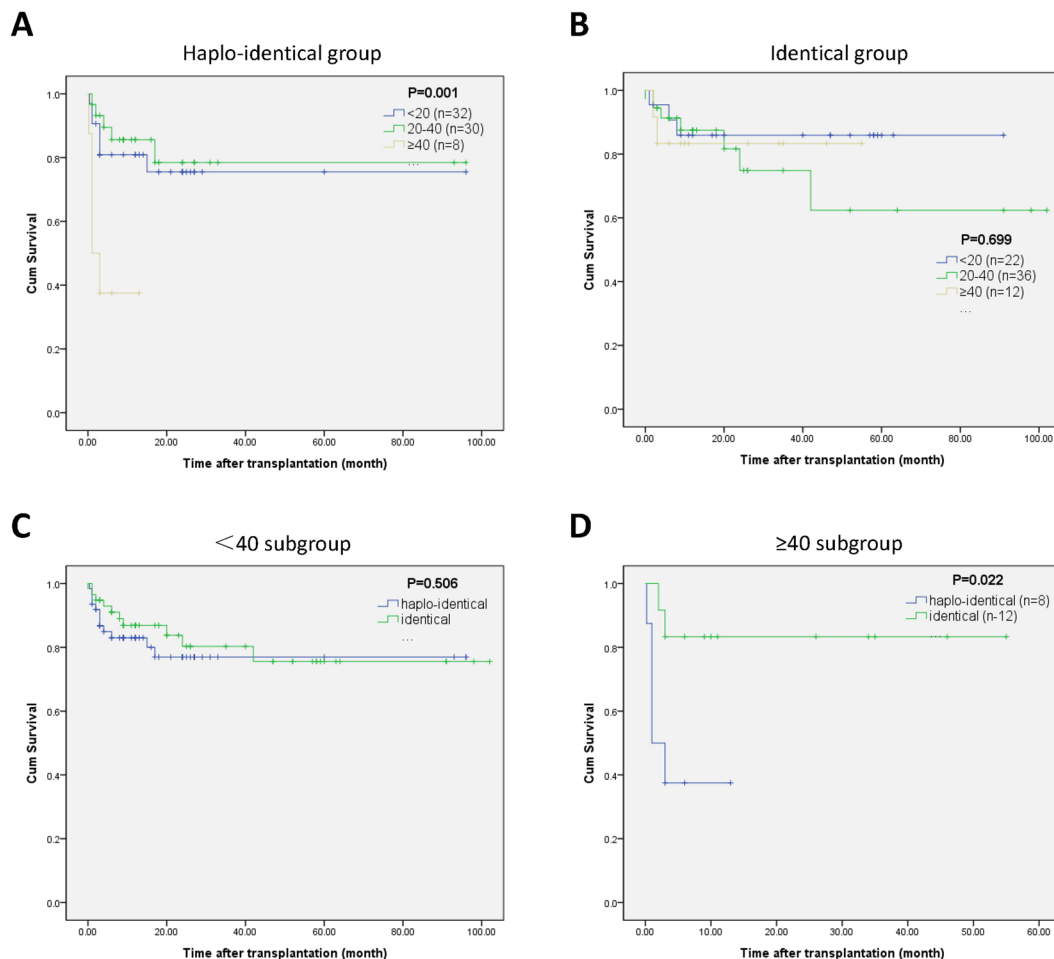 A
Haplo-identical group
P=0.001
<20 (n=32)
20-40 (n=30)
≥40 (n=8)
...
Cum Survival
1.0
0.8
0.6
0.4
0.2
0.0
0.00 20.00 40.00 60.00 80.00 100.00
Time after transplantation (month)
B
Identical group
P=0.699
<20 (n=22)
20-40 (n=36)
≥40 (n=12)
...
Cum Survival
1.0
0.8
0.6
0.4
0.2
0.0
0.00 20.00 40.00 60.00 80.00 100.00
Time after transplantation (month)
C
<40 subgroup
P=0.506
haplo-identical
identical
...
Cum Survival
1.0
0.8
0.6
0.4
0.2
0.0
0.00 20.00 40.00 60.00 80.00 100.00
Time after transplantation (month)
D
≥40 subgroup
P=0.022
haplo-identical (n=8)
identical (n-12)
...
Cum Survival
1.0
0.8
0.6
0.4
0.2
0.0
0.00 10.00 20.00 30.00 40.00 50.00 60.00
Time after transplantation (month)